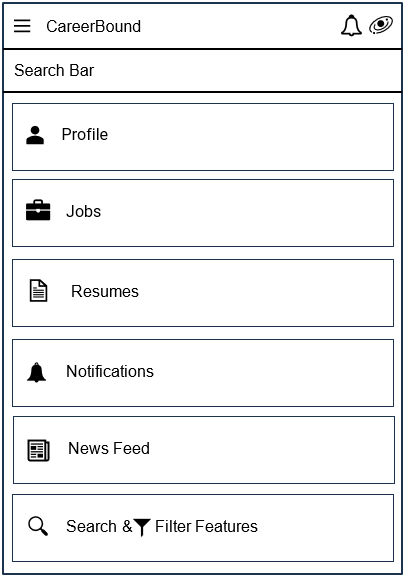 CareerBound
Search Bar
Profile
Jobs
Resumes
Notifications
News Feed
Search & Filter Features